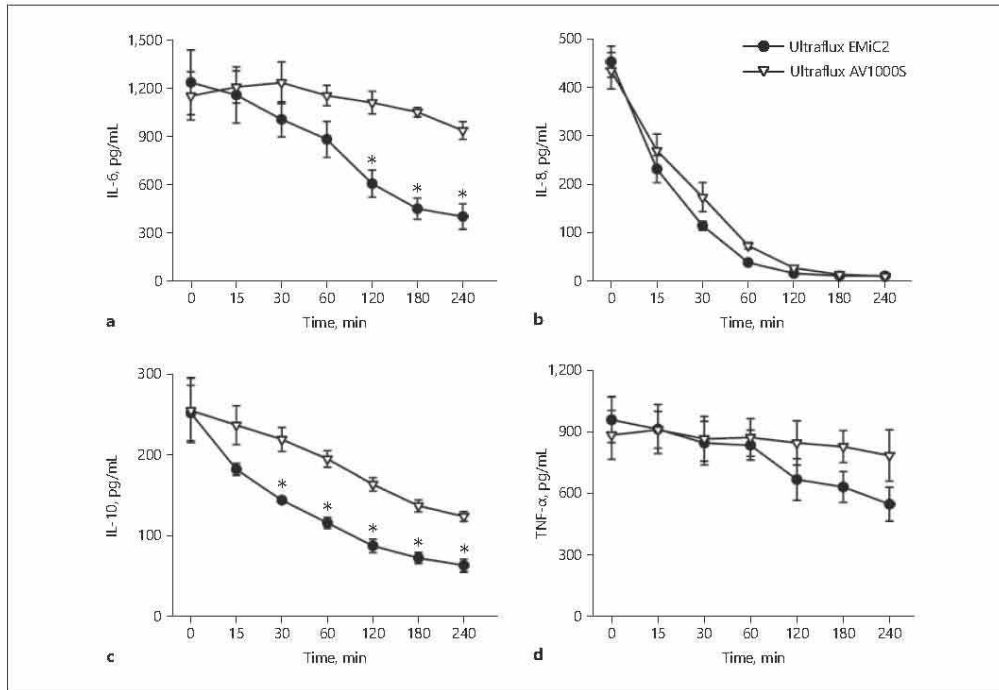 1,500
1,200
900
600
300
0
IL-6, pg/mL
*
*
*
0 15 30 60 120 180 240
Time, min
a
500
400
300
200
100
0
IL-8, pg/mL
Ultraflux EMiC2
Ultraflux AV1000S
0 15 30 60 120 180 240
Time, min
b
300
200
100
0
IL-10, pg/mL
*
*
*
*
*
0 15 30 60 120 180 240
Time, min
c
1,200
900
600
300
0
TNF-α, pg/mL
0 15 30 60 120 180 240
Time, min
d